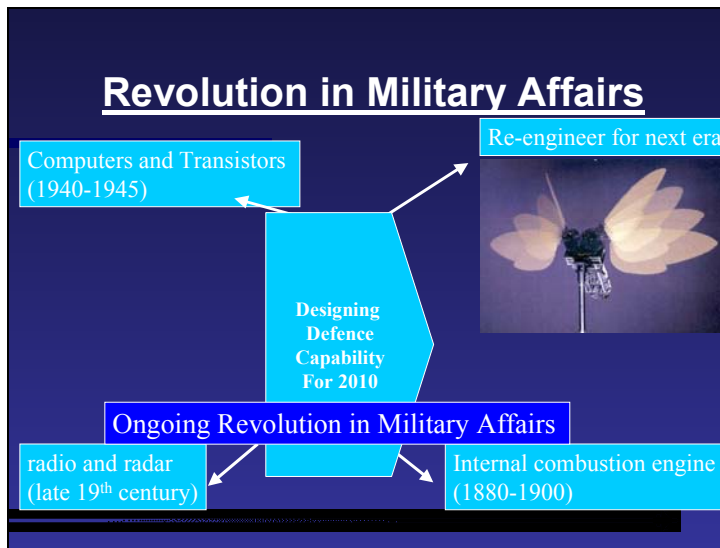 Revolution in Military Affairs
Re-engineer for next era
Computers and Transistors
(1940-1945)
Designing
Defence
Capability
For 2010
Ongoing Revolution in Military Affairs
radio and radar
(late 19th century)
Internal combustion engine
(1880-1900)